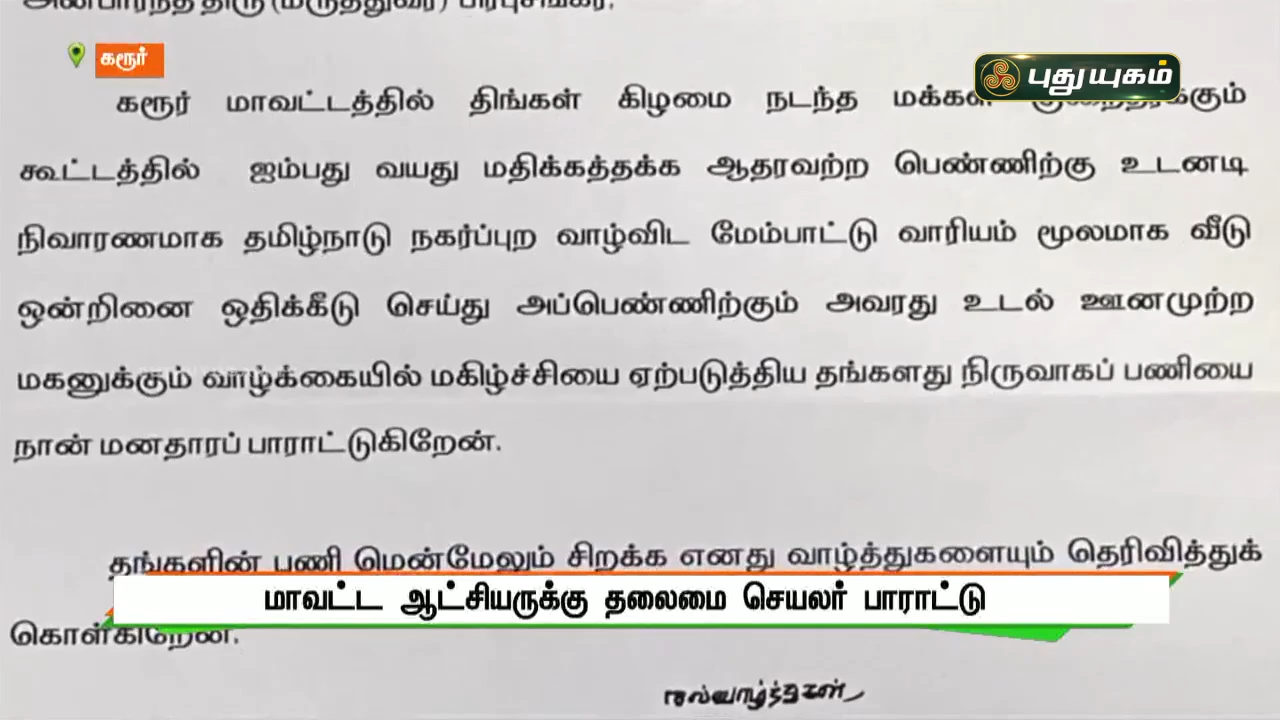 கரூர்
புதுயுகம்
கரூர் மாவட்டத்தில் திங்கள் கிழமை நடந்த மக்கள்
கூட்டத்தில் ஐம்பது வயது மதிக்கத்தக்க ஆதரவற்ற பெண்ணிற்கு உடனடி
நிவாரணமாக தமிழ்நாடு நகர்ப்புற வாழ்விட மேம்பாட்டு வாரியம் மூலமாக வீடு
ஒன்றினை ஒதிக்கீடு செய்து அப்பெண்ணிற்கும் அவரது உடல் ஊனமுற்ற
மகனுக்கும் வாழ்க்கையில் மகிழ்ச்சியை ஏற்படுத்திய தங்களது நிருவாகப் பணியை
நான் மனதாரப் பாராட்டுகிறேன்.
தங்களின் பணி மென்மேலும் சிறக்க எனது வாழ்த்துகளையும் தெரிவித்துக்
மாவட்ட ஆட்சியருக்கு தலைமை செயலர் பாராட்டு
கொள்கிறேன்.
நல்வாழ்த்துகள்